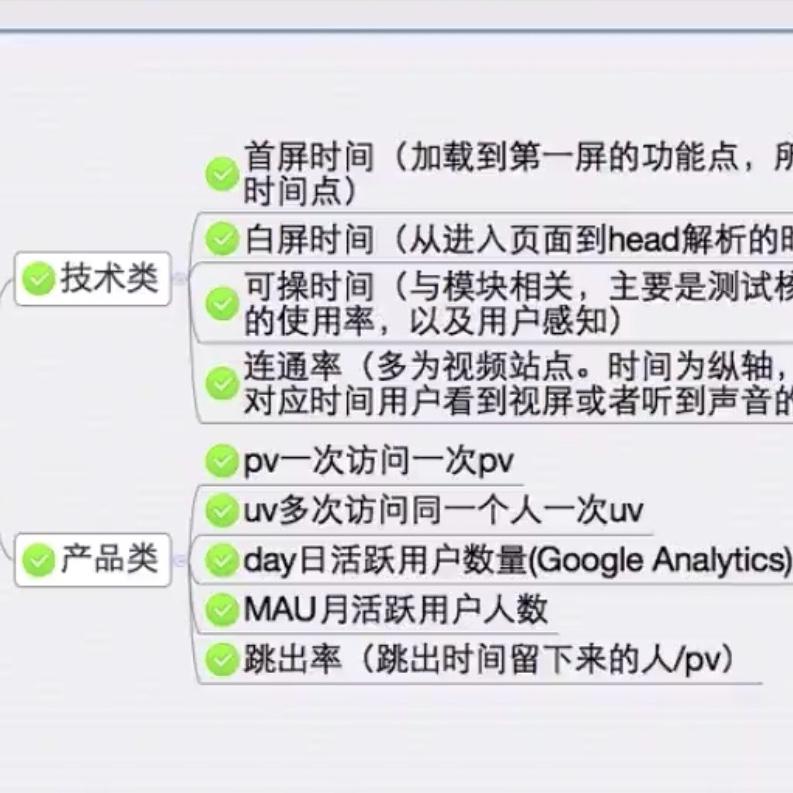 首屏时间（加载到第一屏的功能点，所
时间点）
白屏时间（从进入页面到head解析的时
技术类
可操时间（与模块相关，主要是测试核
的使用率，以及用户感知）
连通率（多为视频站点。时间为纵轴，
对应时间用户看到视屏或者听到声音的
pv一次访问一次pv
uv多次访问同一个人一次uv
产品类
day日活跃用户数量(Google Analytics)
MAU月活跃用户人数
跳出率（跳出时间留下来的人/pv）